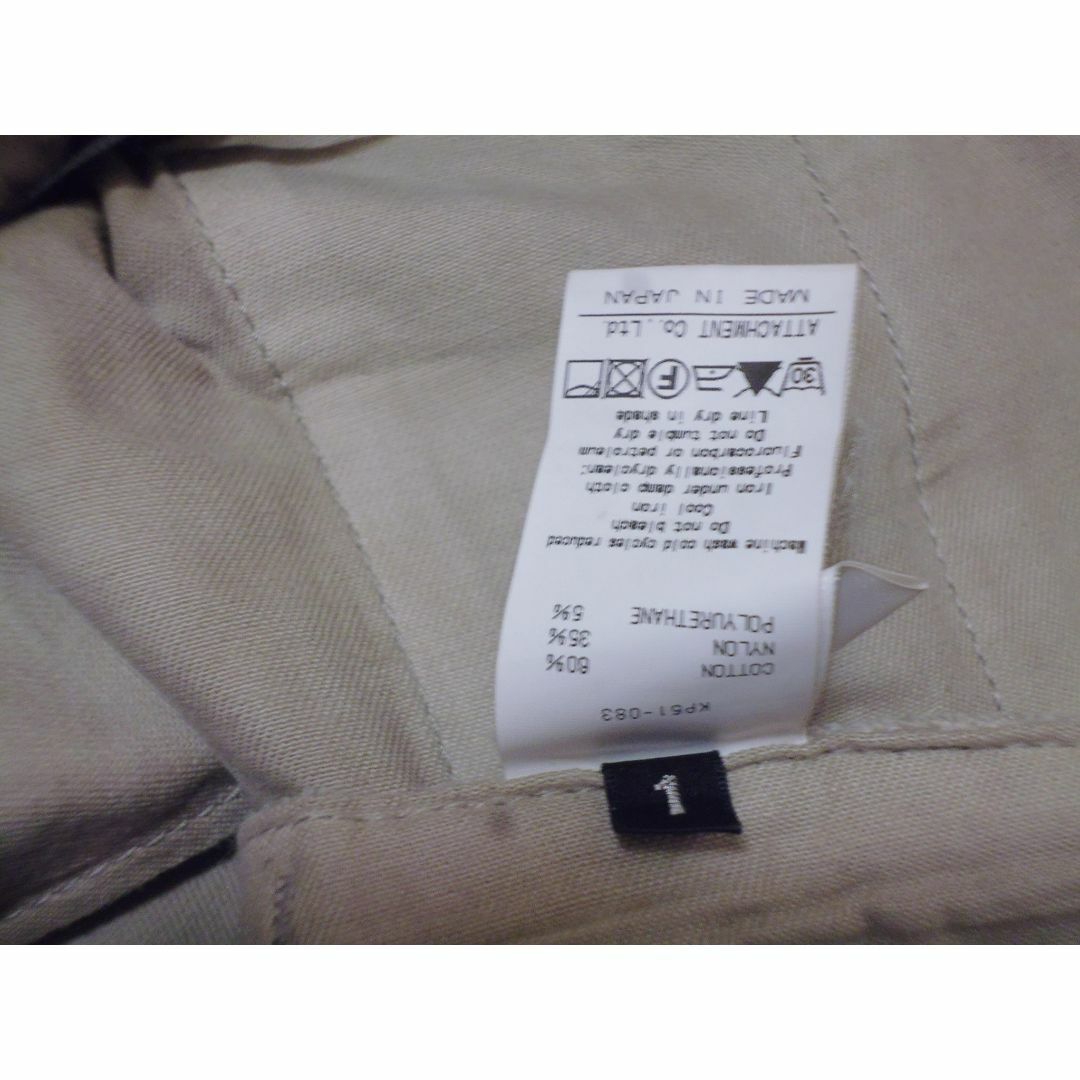 1
KP51-083
COTTON 60%
NYLON 35%
POLYURETHANE 5%
Machine wash cold cycles reduced
Do not bleach
Cool iron
Iron under damp cloth
Professionally dryclean:
Fluorocarbon or petroleum
Do not tumble dry
Line dry in shade
30 F
ATTACHMENT Co.,Ltd.
MADE IN JAPAN